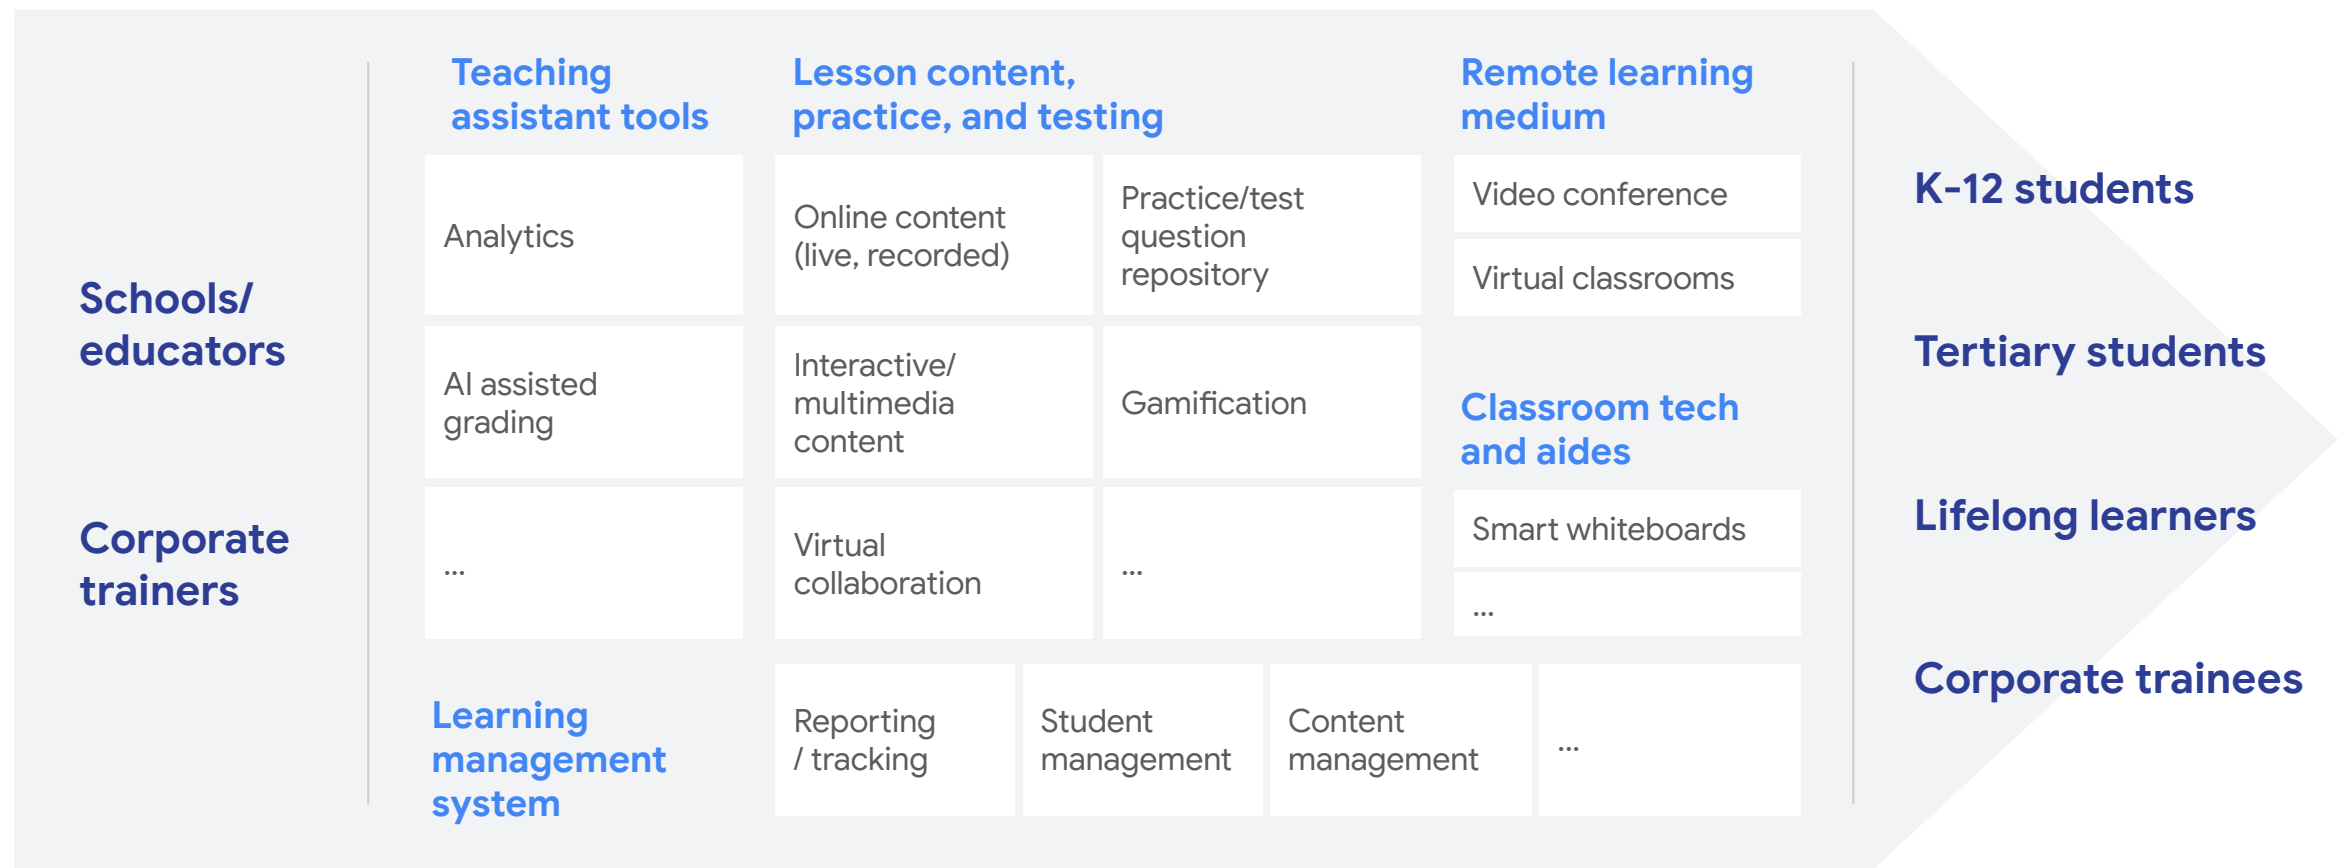 Schools/
educators
Corporate
trainers
Teaching
assistant tools
Analytics
AI assisted
grading
...
Lesson content,
practice, and testing
Online content
(live, recorded)
Practice/test
question
repository
Interactive/
multimedia
content
Gamification
Virtual
collaboration
...
Remote learning
medium
Video conference
Virtual classrooms
Classroom tech
and aides
Smart whiteboards
...
Learning
management
system
Reporting
/ tracking
Student
management
Content
management
...
K-12 students
Tertiary students
Lifelong learners
Corporate trainees